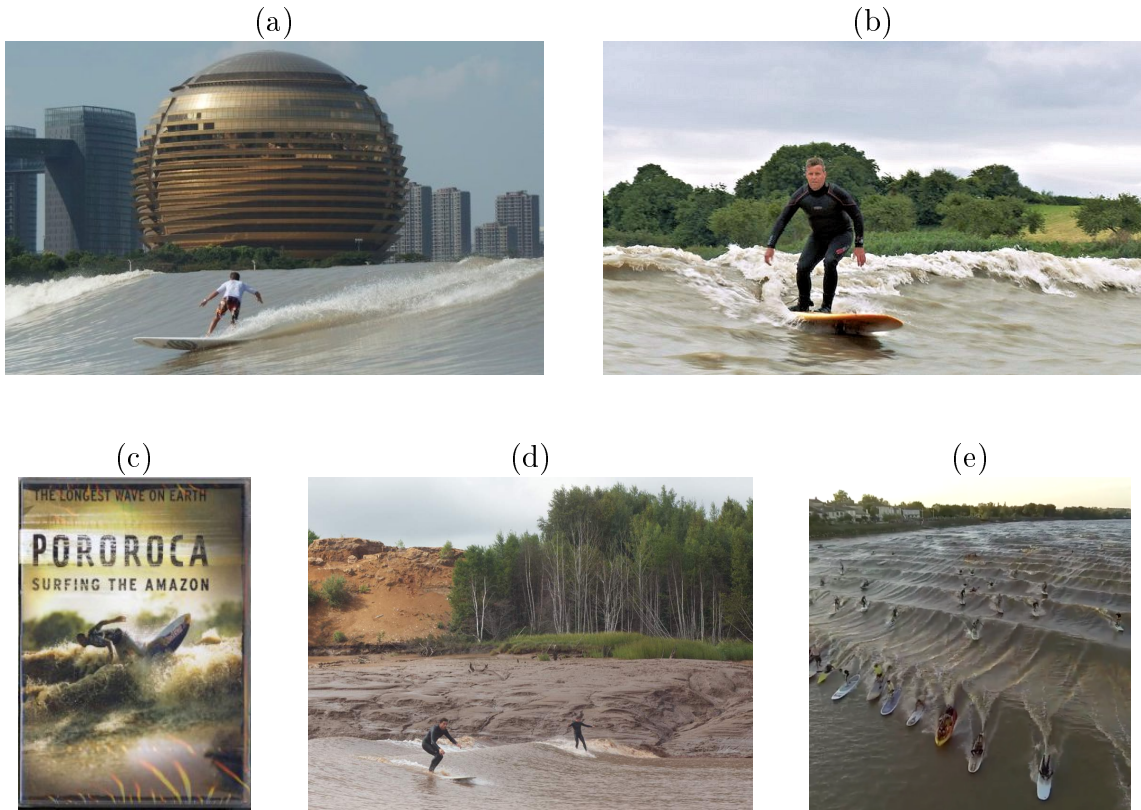 (a)
(b)
(c)
(d)
(e)
THE LONGEST WAVE ON EARTH
POROROCA
SURFING THE AMAZON